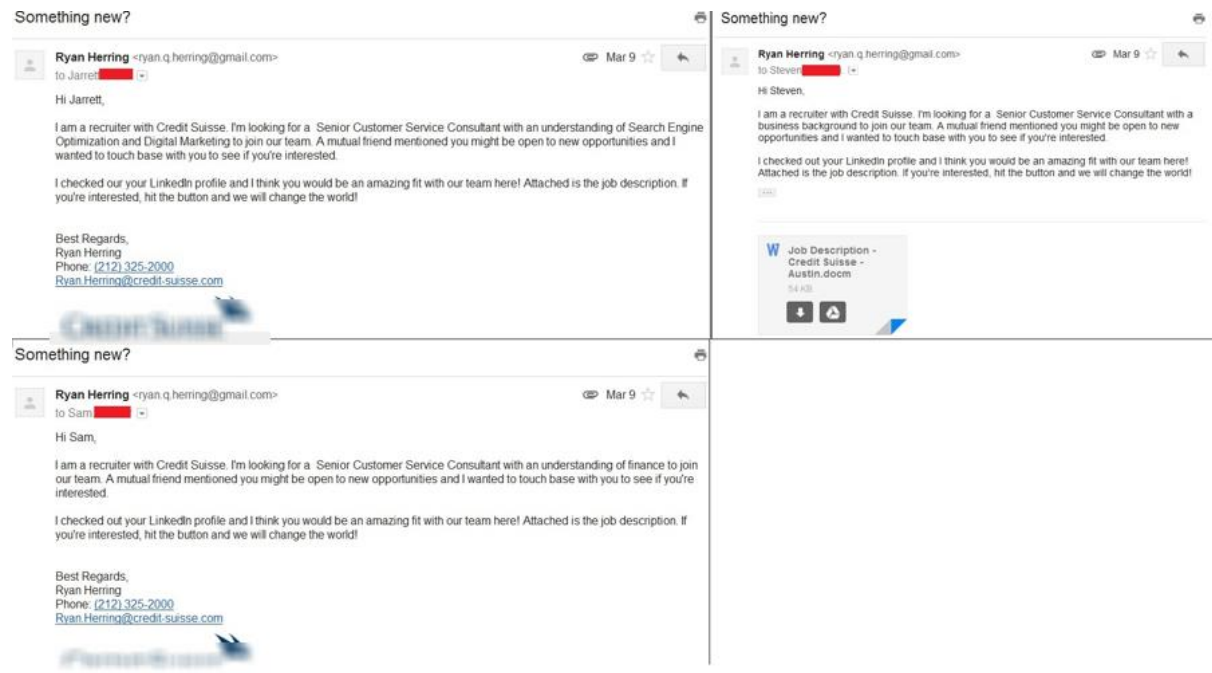 Something new?
Ryan Herring <ryan.q.herring@gmail.com>
Mar 9
to Jarrett
Hi Jarrett,
I am a recruiter with Credit Suisse. I'm looking for a Senior Customer Service Consultant with an understanding of Search Engine
Optimization and Digital Marketing to join our team. A mutual friend mentioned you might be open to new opportunities and I
wanted to touch base with you to see if you're interested.
I checked our your LinkedIn profile and I think you would be an amazing fit with our team here! Attached is the job description. If
you're interested, hit the button and we will change the world!
Best Regards,
Ryan Herring
Phone: (212) 325-2000
Ryan.Herring@credit-suisse.com
Something new?
Ryan Herring <ryan.q.herring@gmail.com>
Mar 9
to Steven
Hi Steven,
I am a recruiter with Credit Suisse. I'm looking for a Senior Customer Service Consultant with a
business background to join our team. A mutual friend mentioned you might be open to new
opportunities and I wanted to touch base with you to see if you're interested.
I checked out your LinkedIn profile and I think you would be an amazing fit with our team here!
Attached is the job description. If you're interested, hit the button and we will change the world!
W Job Description -
Credit Suisse -
Austin.docm
54 KB
Something new?
Ryan Herring <ryan.q.herring@gmail.com>
Mar 9
to Sam
Hi Sam,
I am a recruiter with Credit Suisse. I'm looking for a Senior Customer Service Consultant with an understanding of finance to join
our team. A mutual friend mentioned you might be open to new opportunities and I wanted to touch base with you to see if you're
interested.
I checked out your LinkedIn profile and I think you would be an amazing fit with our team here! Attached is the job description. If
you're interested, hit the button and we will change the world!
Best Regards,
Ryan Herring
Phone: (212) 325-2000
Ryan.Herring@credit-suisse.com